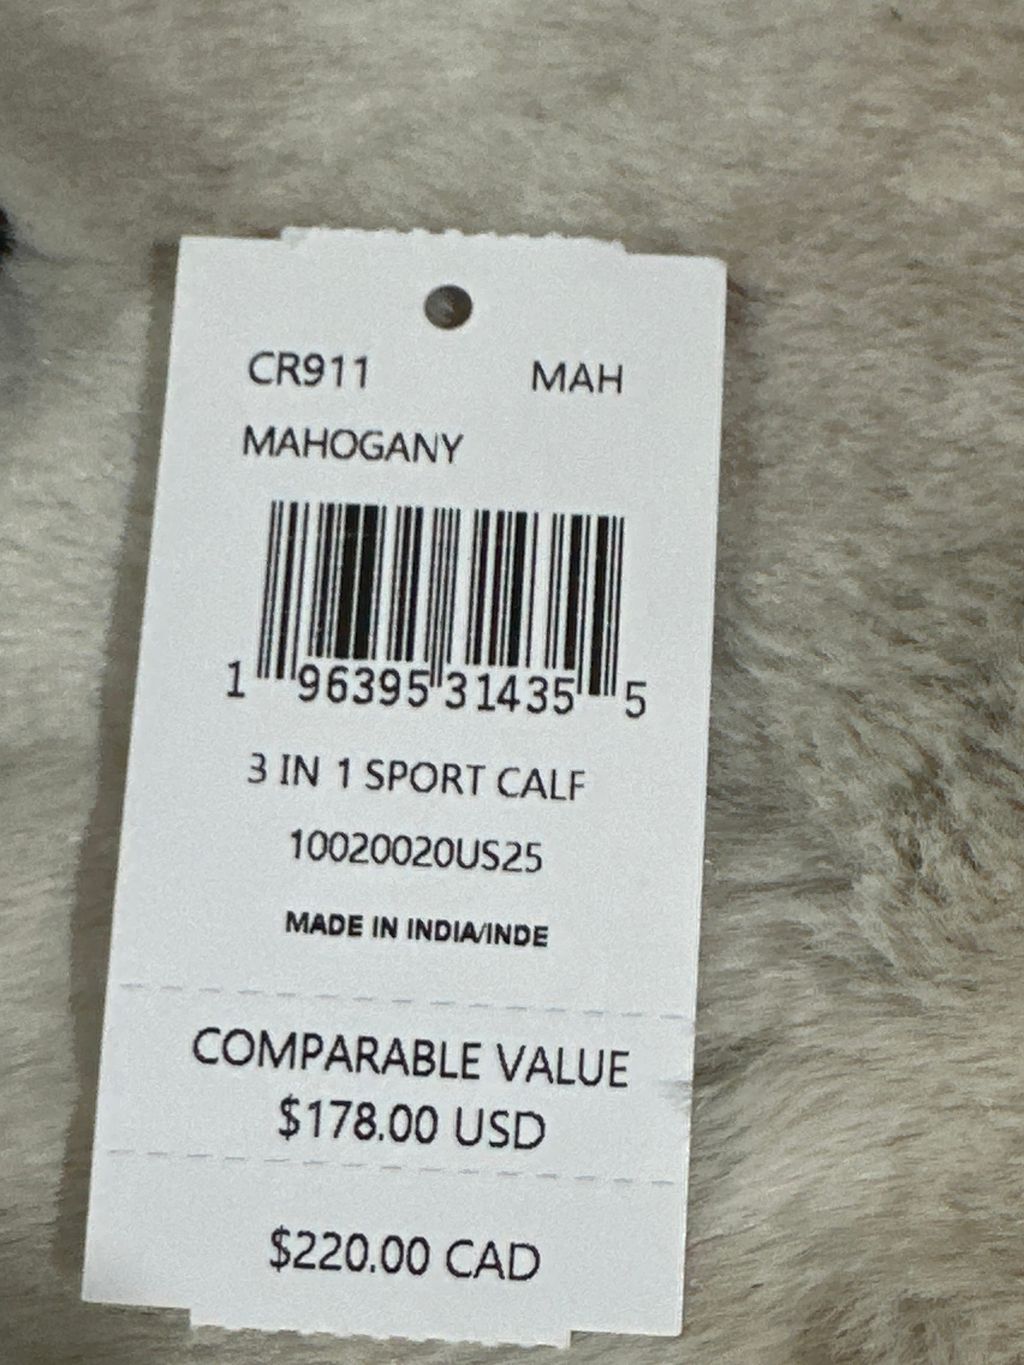 CR911 MAH
MAHOGANY
1 96395 31435 5
3 IN 1 SPORT CALF
10020020US25
MADE IN INDIA/INDE
COMPARABLE VALUE
$178.00 USD
$220.00 CAD